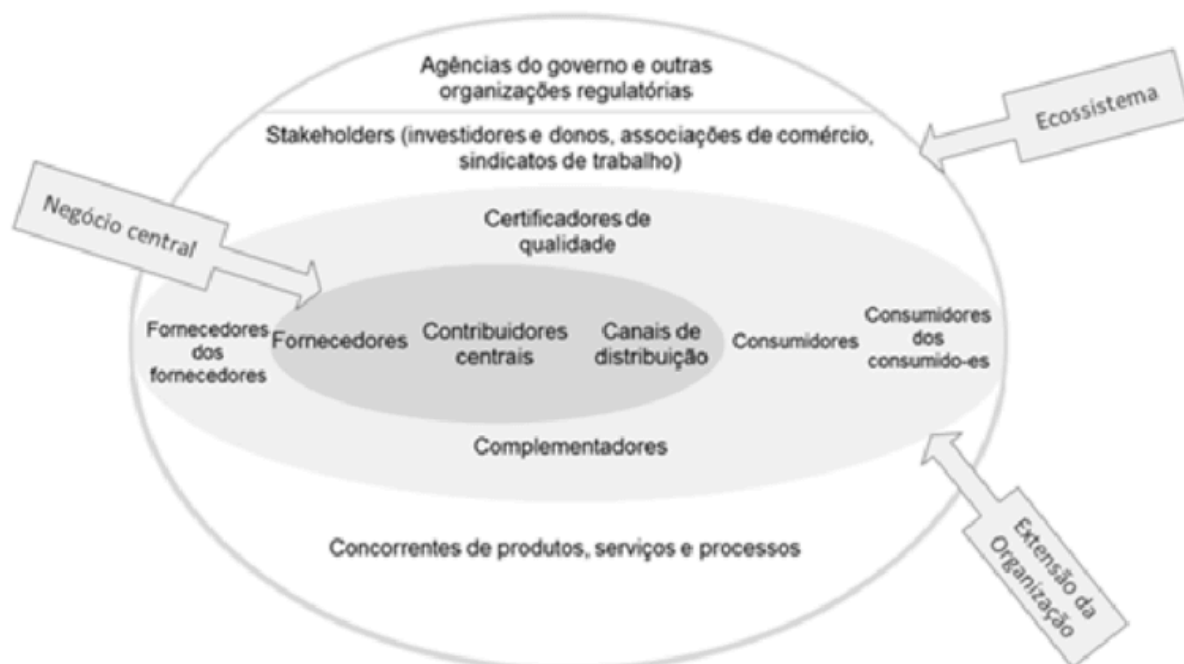 Agências do governo e outras
organizações regulatórias
Ecossistema
Stakeholders (investidores e donos, associações de comércio,
sindicatos de trabalho)
Negócio central
Certificadores de
qualidade
Fornecedores
dos
fornecedores
Fornecedores
Contribuidores
centrais
Canais de
distribuição
Consumidores
Consumidores
dos
consumido-es
Complementadores
Extensão da
Organização
Concorrentes de produtos, serviços e processos